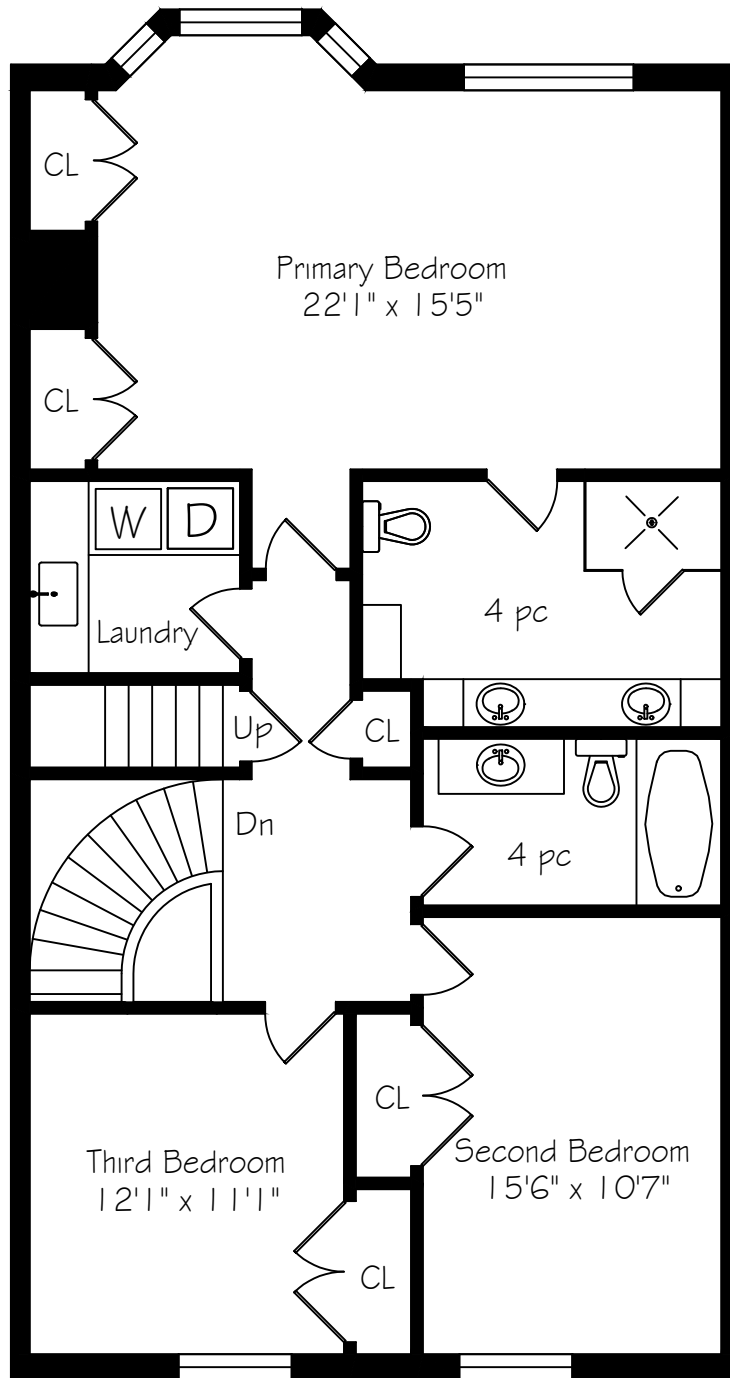 CL
Primary Bedroom
22'1" x 15'5"
CL
W
D
Laundry
4 pc
Up
CL
Dn
4 pc
CL
Third Bedroom
12'1" x 11'1"
Second Bedroom
15'6" x 10'7"
CL